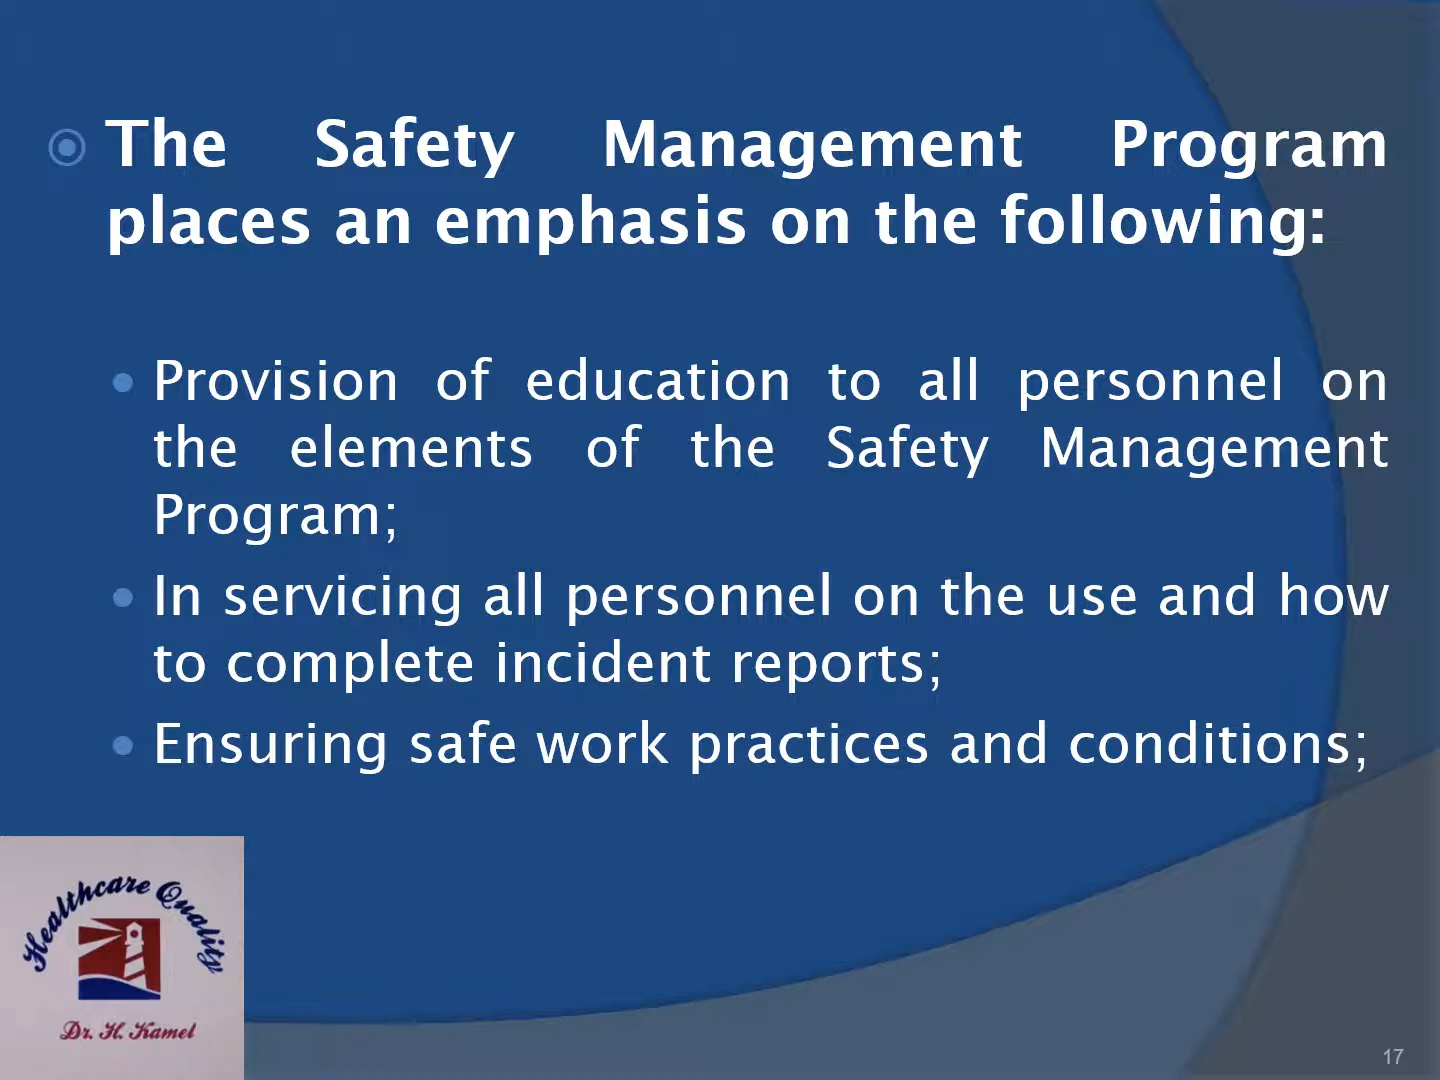 The Safety Management Program
places an emphasis on the following:
Provision of education to all personnel on
the elements of the Safety Management
Program;
In servicing all personnel on the use and how
to complete incident reports;
Ensuring safe work practices and conditions;
Healthcare Quality
Dr. H. Kamel
17